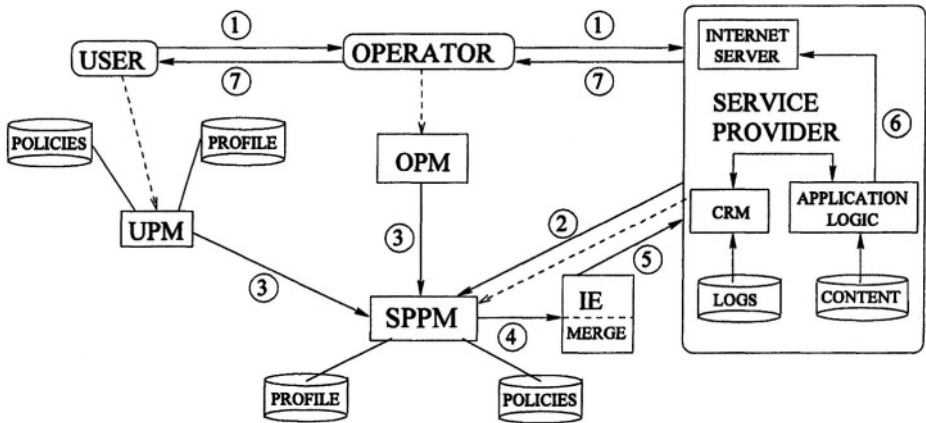 ①
①
INTERNET
SERVER
USER
OPERATOR
⑦
⑦
SERVICE
PROVIDER
⑥
POLICIES
PROFILE
OPM
CRM
APPLICATION
LOGIC
UPM
③
②
③
⑤
LOGS
CONTENT
SPPM
④
IE
MERGE
PROFILE
POLICIES